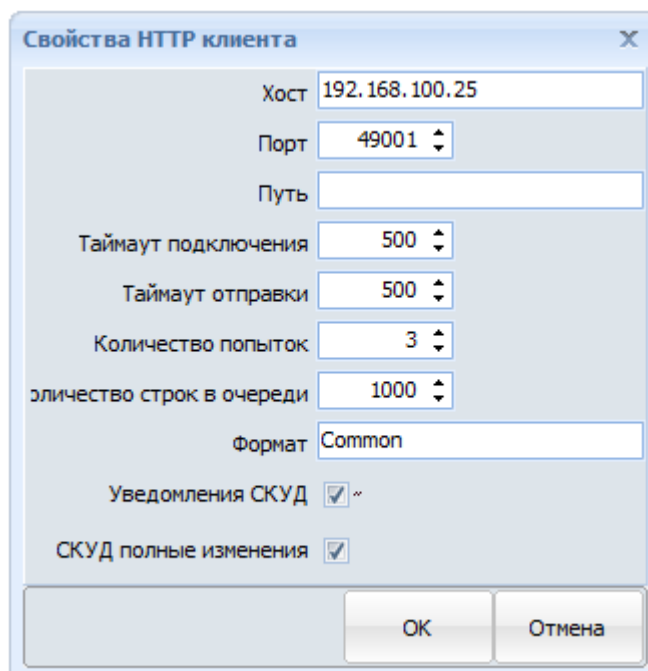 Свойства HTTP клиента
Хост 192.168.100.25
Порт 49001
Путь
Таймаут подключения 500
Таймаут отправки 500
Количество попыток 3
оличество строк в очереди 1000
Формат Common
Уведомления СКУД
СКУД полные изменения
ОК Отмена